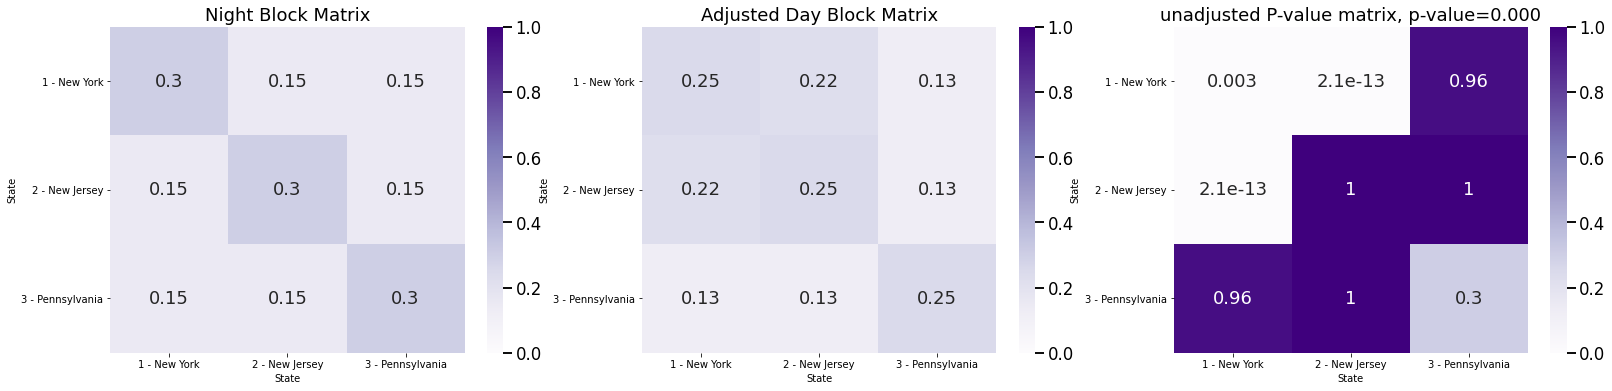 Night Block Matrix
1.0
1 - New York 0.3 0.15 0.15
0.8
0.6
State 2 - New Jersey 0.15 0.3 0.15
0.4
0.2
3 - Pennsylvania 0.15 0.15 0.3
0.0
1 - New York 2 - New Jersey 3 - Pennsylvania
State
Adjusted Day Block Matrix
1.0
1 - New York 0.25 0.22 0.13
0.8
0.6
State 2 - New Jersey 0.22 0.25 0.13
0.4
0.2
3 - Pennsylvania 0.13 0.13 0.25
0.0
1 - New York 2 - New Jersey 3 - Pennsylvania
State
unadjusted P-value matrix, p-value=0.000
1.0
1 - New York 0.003 2.1e-13 0.96
0.8
0.6
State 2 - New Jersey 2.1e-13 1 1
0.4
0.2
3 - Pennsylvania 0.96 1 0.3
0.0
1 - New York 2 - New Jersey 3 - Pennsylvania
State